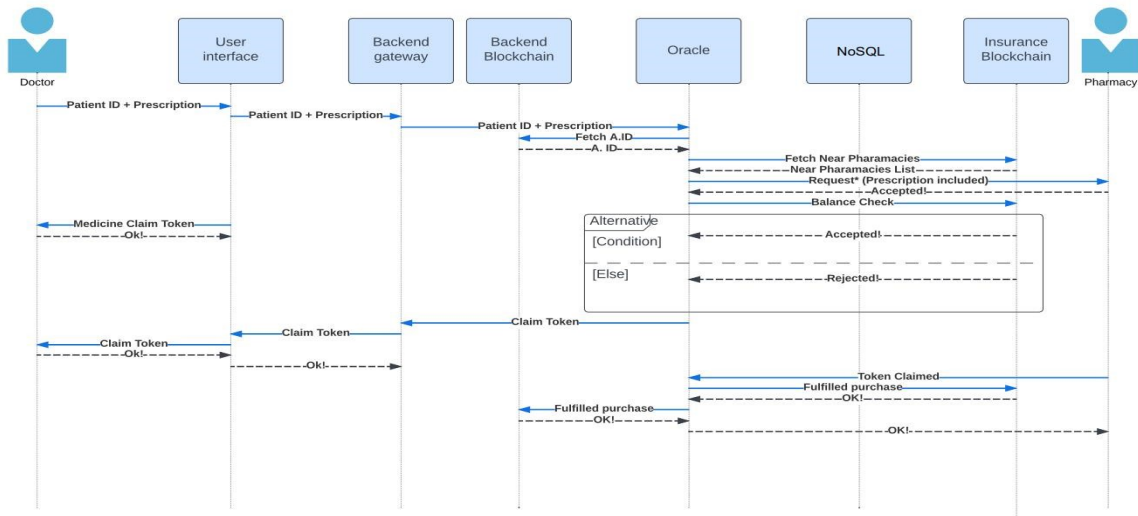 Doctor
User
interface
Backend
gateway
Backend
Blockchain
Oracle
NoSQL
Insurance
Blockchain
Pharmacy
Patient ID + Prescription
Patient ID + Prescription
Patient ID + Prescription
Fetch A.ID
A. ID
Fetch Near Pharamacies
Near Pharamacies List
Request* (Prescription included)
Accepted!
Balance Check
Medicine Claim Token
Ok!
Alternative
[Condition]
Accepted!
[Else]
Rejected!
Claim Token
Claim Token
Claim Token
Ok!
Ok!
Token Claimed
Fulfilled purchase
OK!
Fulfilled purchase
OK!
OK!